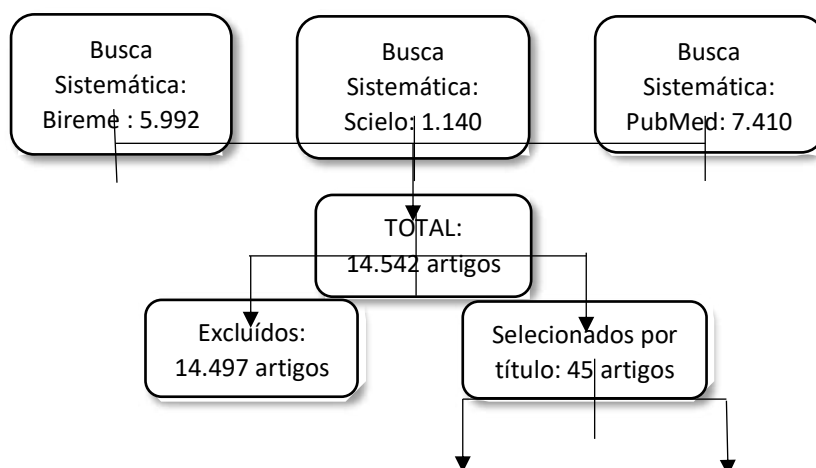 Busca
Sistemática:
Bireme : 5.992
Busca
Sistemática:
Scielo: 1.140
Busca
Sistemática:
PubMed: 7.410
TOTAL:
14.542 artigos
Excluídos:
14.497 artigos
Selecionados por
título: 45 artigos